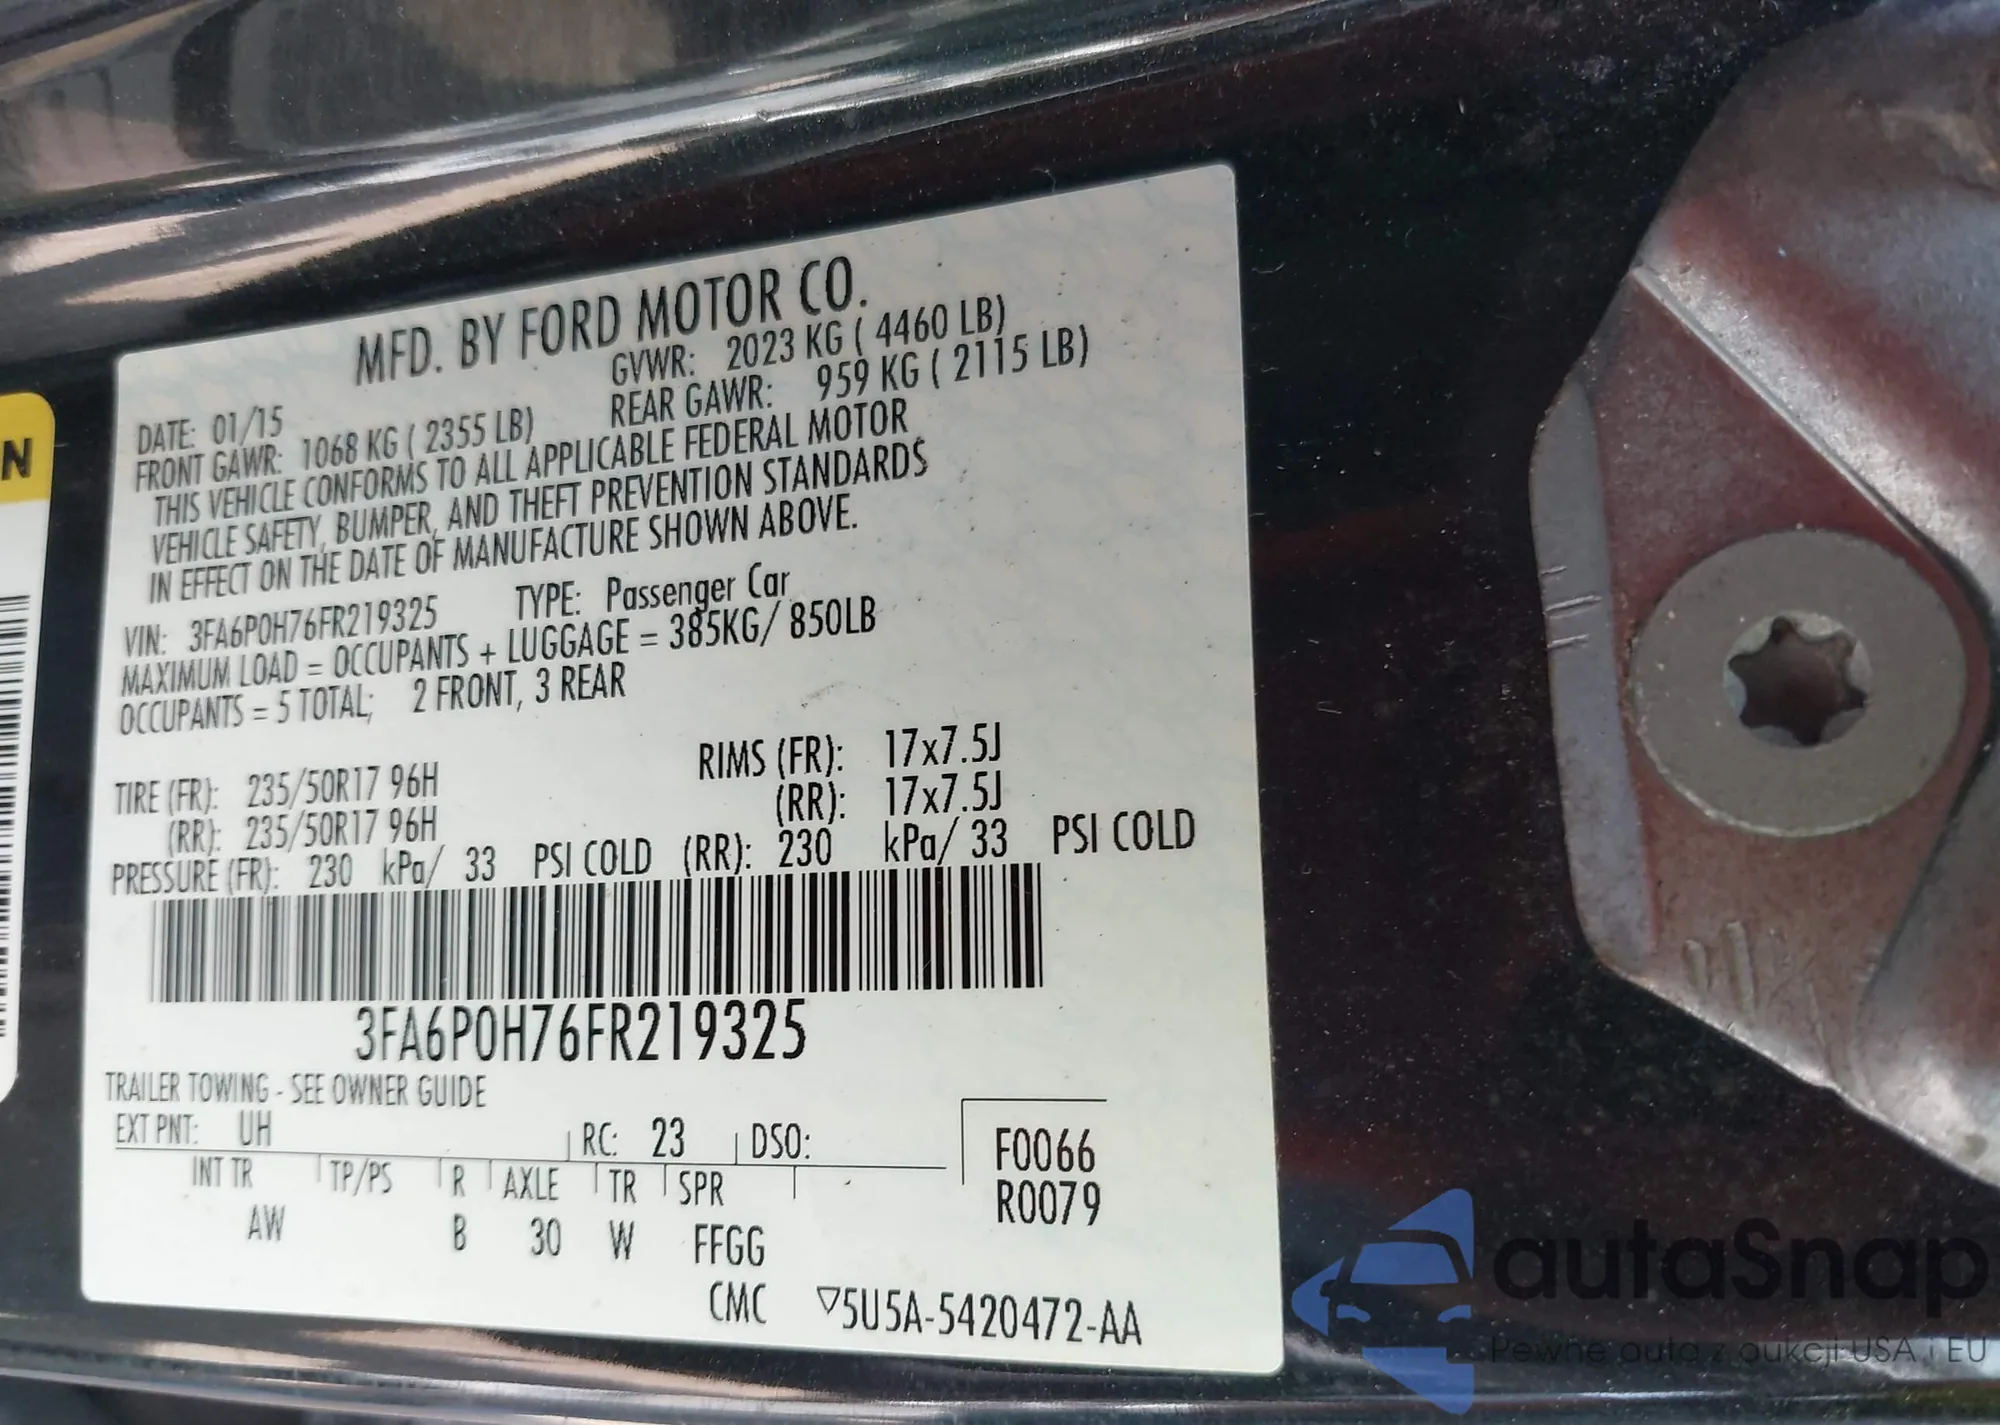 N
MFD. BY FORD MOTOR CO.
DATE: 01/15 GVWR: 2023 KG ( 4460 LB)
FRONT GAWR: 1068 KG ( 2355 LB) REAR GAWR: 959 KG ( 2115 LB)
THIS VEHICLE CONFORMS TO ALL APPLICABLE FEDERAL MOTOR
VEHICLE SAFETY, BUMPER, AND THEFT PREVENTION STANDARDS
IN EFFECT ON THE DATE OF MANUFACTURE SHOWN ABOVE.
VIN: 3FA6P0H76FR219325 TYPE: Passenger Car
MAXIMUM LOAD = OCCUPANTS + LUGGAGE = 385KG/ 850LB
OCCUPANTS = 5 TOTAL; 2 FRONT, 3 REAR
TIRE (FR): 235/50R17 96H RIMS (FR): 17x7.5J
(RR): 235/50R17 96H (RR): 17x7.5J
PRESSURE (FR): 230 kPa/ 33 PSI COLD (RR): 230 kPa/ 33 PSI COLD
3FA6P0H76FR219325
TRAILER TOWING - SEE OWNER GUIDE
EXT PNT: UH RC: 23 DSO: F0066
INT TR TP/PS R AXLE TR SPR R0079
AW B 30 W FFGG
CMC ▽5U5A-5420472-AA
autaSnap
Pewne auta z aukcji USA i EU